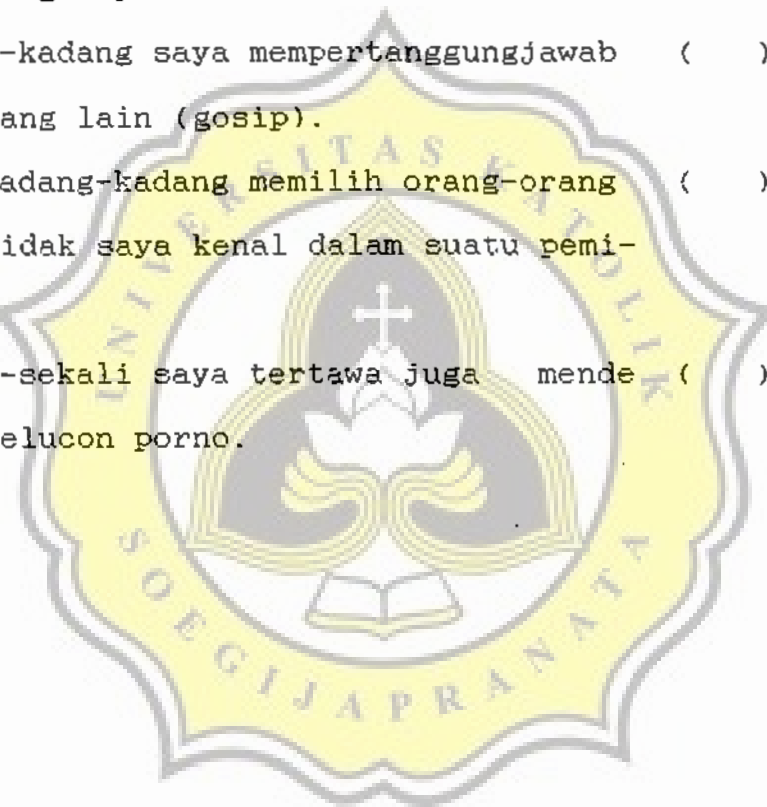 -kadang saya mempertanggungjawab ( )
ang lain (gosip).
adang-kadang memilih orang-orang ( )
idak saya kenal dalam suatu pemi-
-sekali saya tertawa juga mende ( )
elucon porno.
UNIVERSITAS KATOLIK
SOEGIJAPRANATA